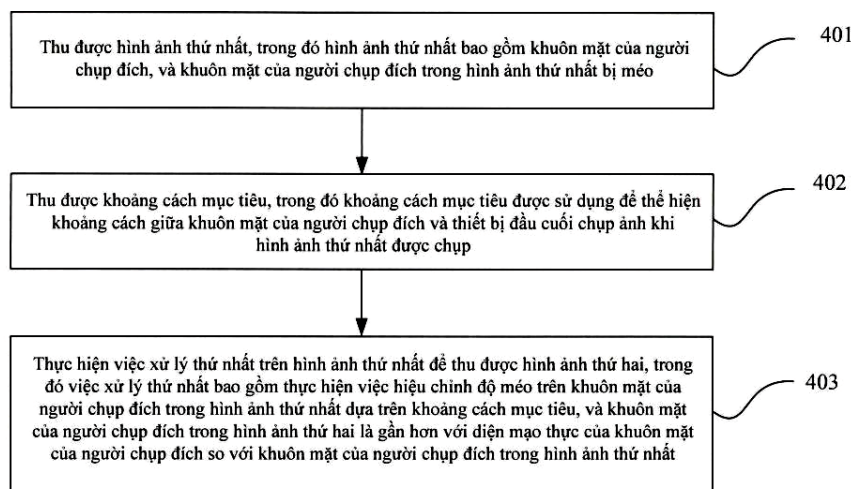 Thu được hình ảnh thứ nhất, trong đó hình ảnh thứ nhất bao gồm khuôn mặt của người
chụp đích, và khuôn mặt của người chụp đích trong hình ảnh thứ nhất bị méo
401
Thu được khoảng cách mục tiêu, trong đó khoảng cách mục tiêu được sử dụng để thể hiện
khoảng cách giữa khuôn mặt của người chụp đích và thiết bị đầu cuối chụp ảnh khi
hình ảnh thứ nhất được chụp
402
Thực hiện việc xử lý thứ nhất trên hình ảnh thứ nhất để thu được hình ảnh thứ hai, trong
đó việc xử lý thứ nhất bao gồm thực hiện việc hiệu chỉnh độ méo trên khuôn mặt của
người chụp đích trong hình ảnh thứ nhất dựa trên khoảng cách mục tiêu, và khuôn mặt
của người chụp đích trong hình ảnh thứ hai là gần hơn với diện mạo thực của khuôn mặt
của người chụp đích so với khuôn mặt của người chụp đích trong hình ảnh thứ nhất
403